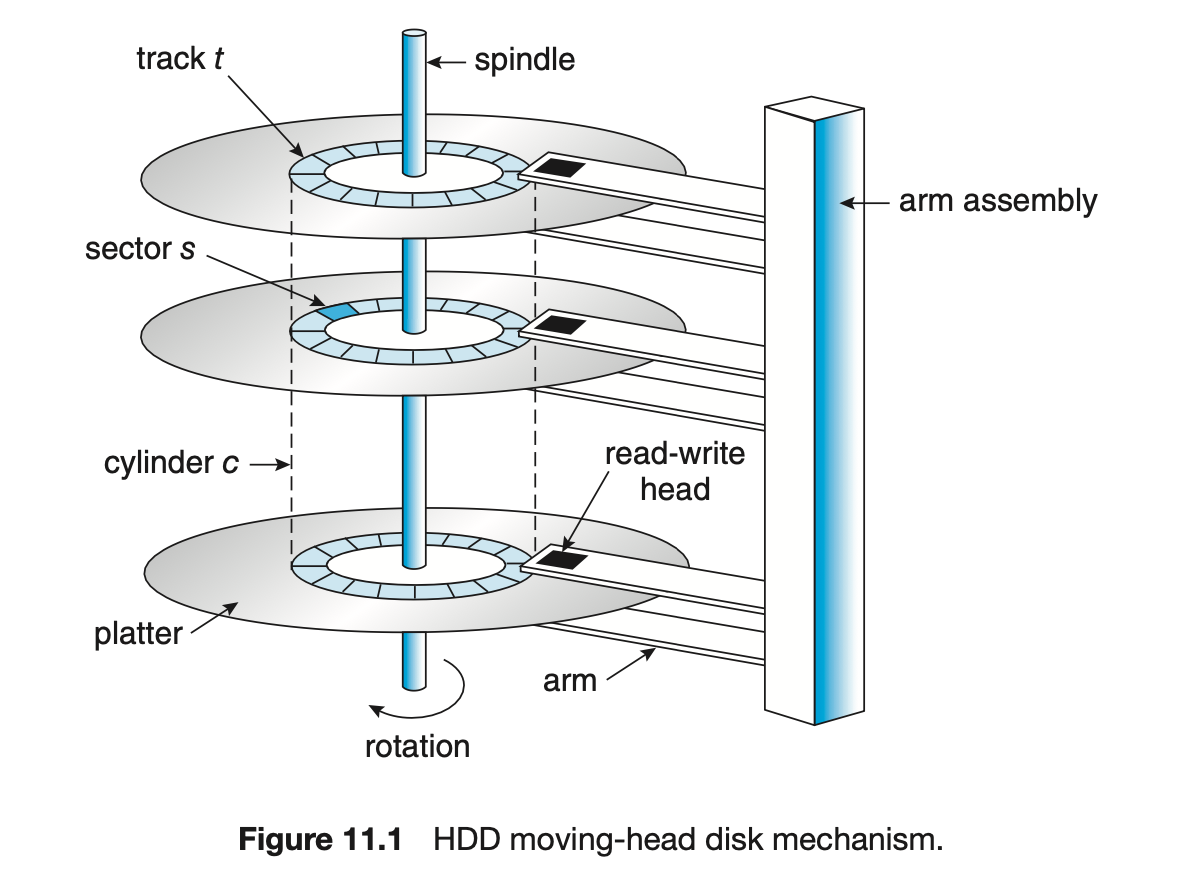 track t
spindle
arm assembly
sector s
cylinder c
read-write
head
platter
arm
rotation
Figure 11.1 HDD moving-head disk mechanism.